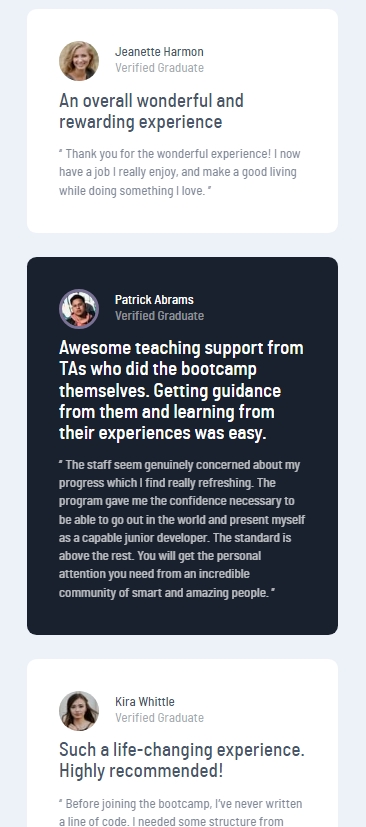 Jeanette Harmon
Verified Graduate
An overall wonderful and
rewarding experience
“ Thank you for the wonderful experience! I now
have a job I really enjoy, and make a good living
while doing something I love. ”
Patrick Abrams
Verified Graduate
Awesome teaching support from
TAs who did the bootcamp
themselves. Getting guidance
from them and learning from
their experiences was easy.
“ The staff seem genuinely concerned about my
progress which I find really refreshing. The
program gave me the confidence necessary to
be able to go out in the world and present myself
as a capable junior developer. The standard is
above the rest. You will get the personal
attention you need from an incredible
community of smart and amazing people. ”
Kira Whittle
Verified Graduate
Such a life-changing experience.
Highly recommended!
“ Before joining the bootcamp, I’ve never written
a line of code. I needed some structure from